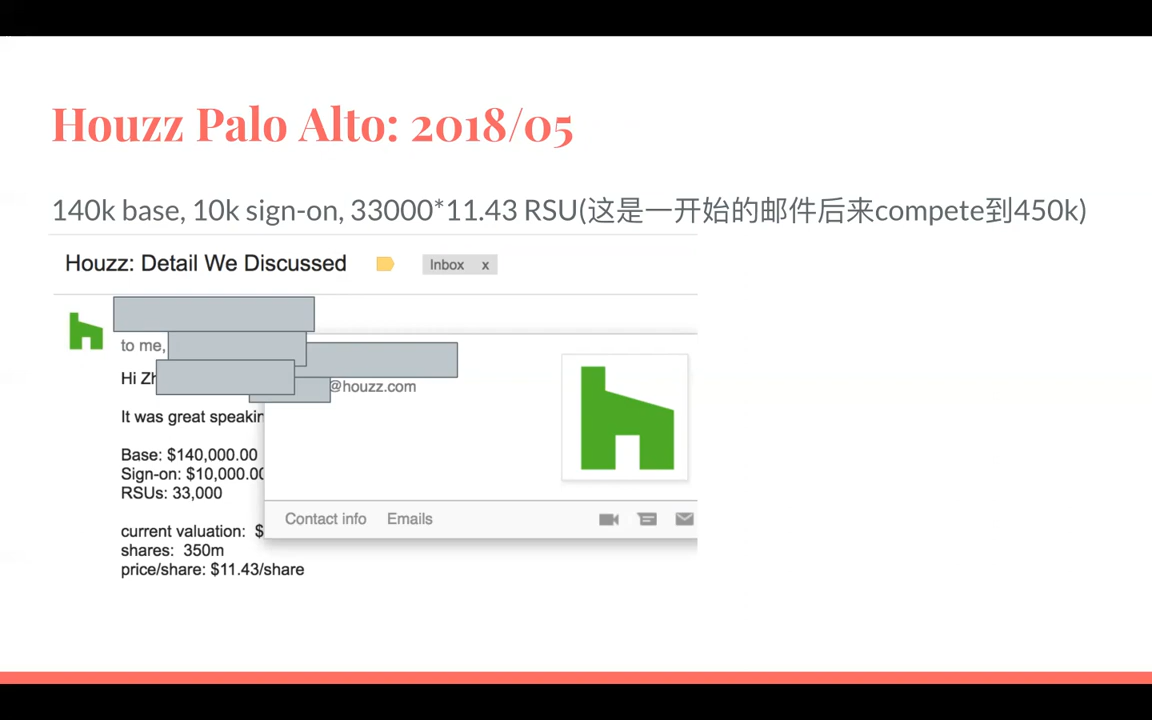 Houzz Palo Alto: 2018/05
140k base, 10k sign-on, 33000*11.43 RSU(这是一开始的邮件后来compete到450k)
Houzz: Detail We Discussed Inbox x
to me,
Hi Zh
@houzz.com
It was great speakin
Base: $140,000.00
Sign-on: $10,000.00
RSUs: 33,000
Contact info Emails
current valuation: $
shares: 350m
price/share: $11.43/share